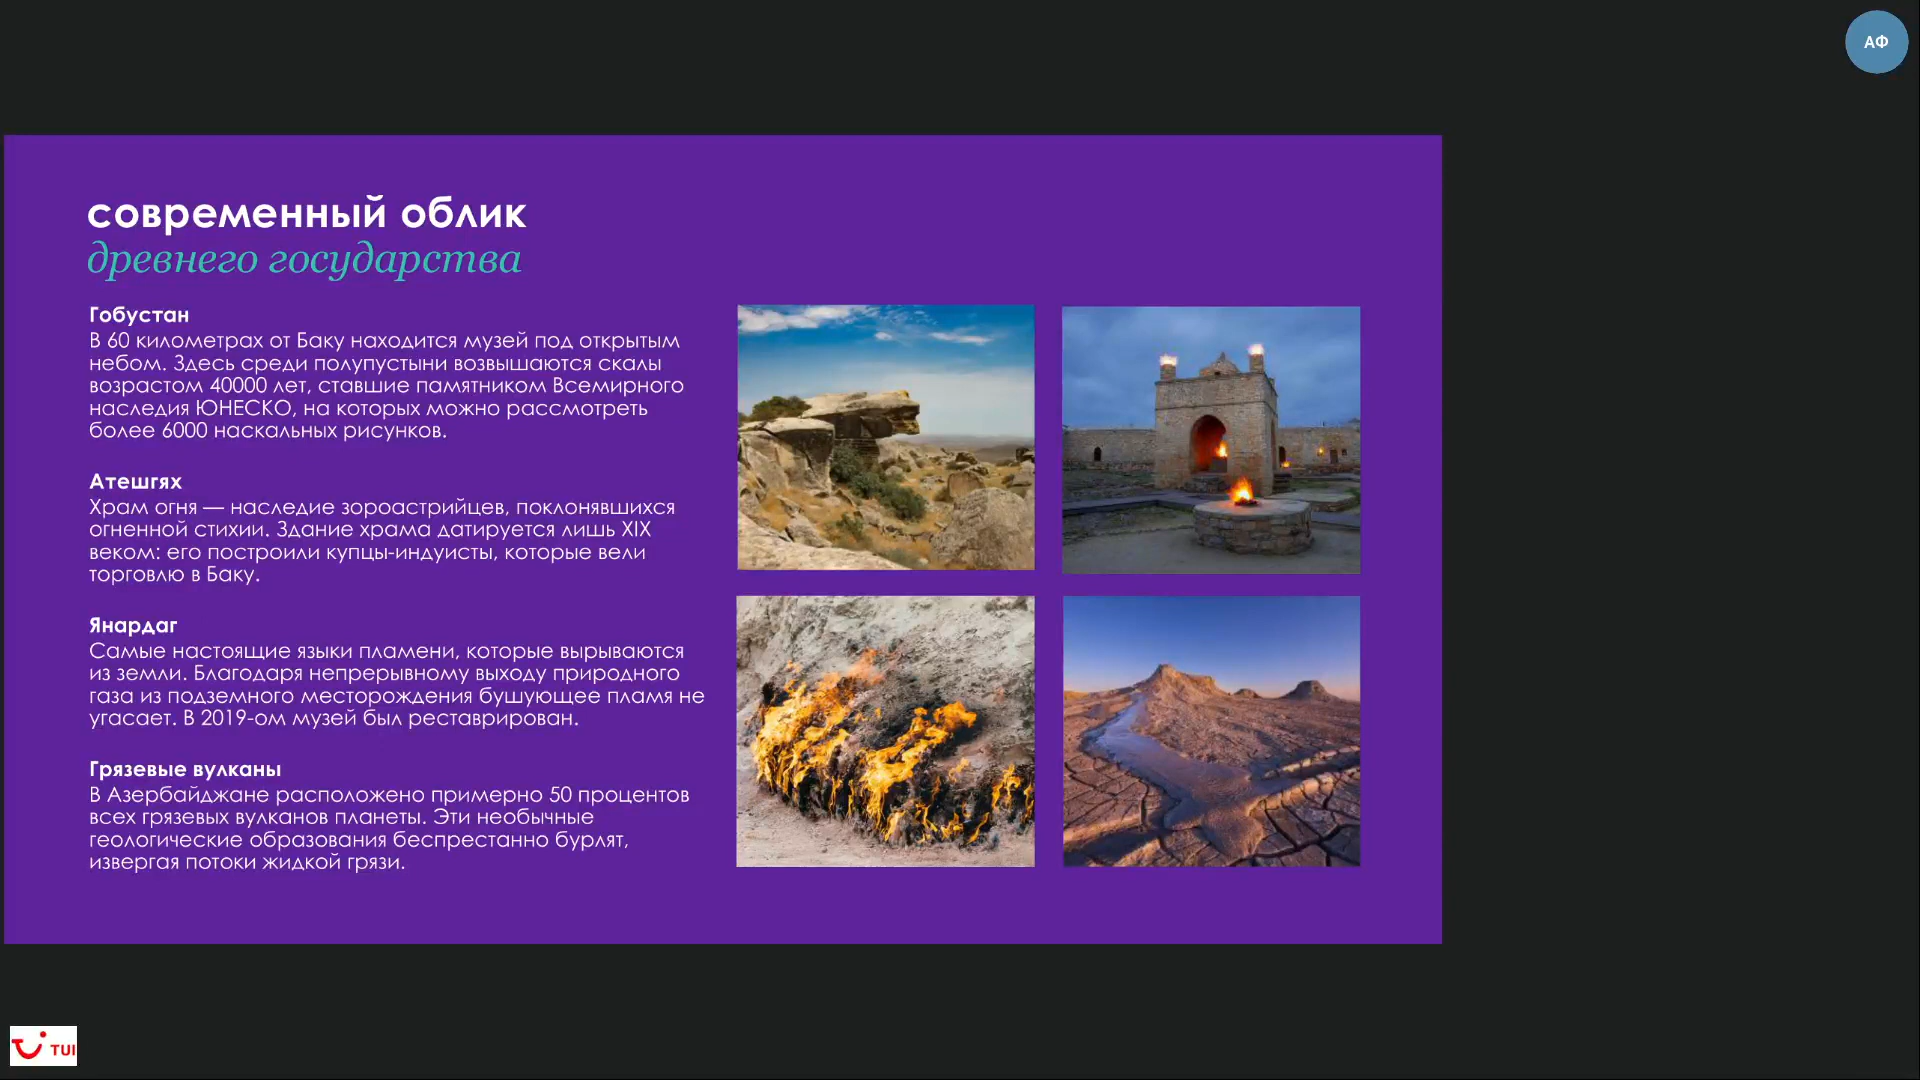 АФ
современный облик
древнего государства
Гобустан
В 60 километрах от Баку находится музей под открытым
небом. Здесь среди полупустыни возвышаются скалы
возрастом 40000 лет, ставшие памятником Всемирного
наследия ЮНЕСКО, на которых можно рассмотреть
более 6000 наскальных рисунков.
Атешгях
Храм огня — наследие зороастрийцев, поклонявшихся
огненной стихии. Здание храма датируется лишь XIX
веком: его построили купцы-индуисты, которые вели
торговлю в Баку.
Янардаг
Самые настоящие языки пламени, которые вырываются
из земли. Благодаря непрерывному выходу природного
газа из подземного месторождения бушующее пламя не
угасает. В 2019-ом музей был реставрирован.
Грязевые вулканы
В Азербайджане расположено примерно 50 процентов
всех грязевых вулканов планеты. Эти необычные
геологические образования беспрестанно бурлят,
извергая потоки жидкой грязи.
TUI